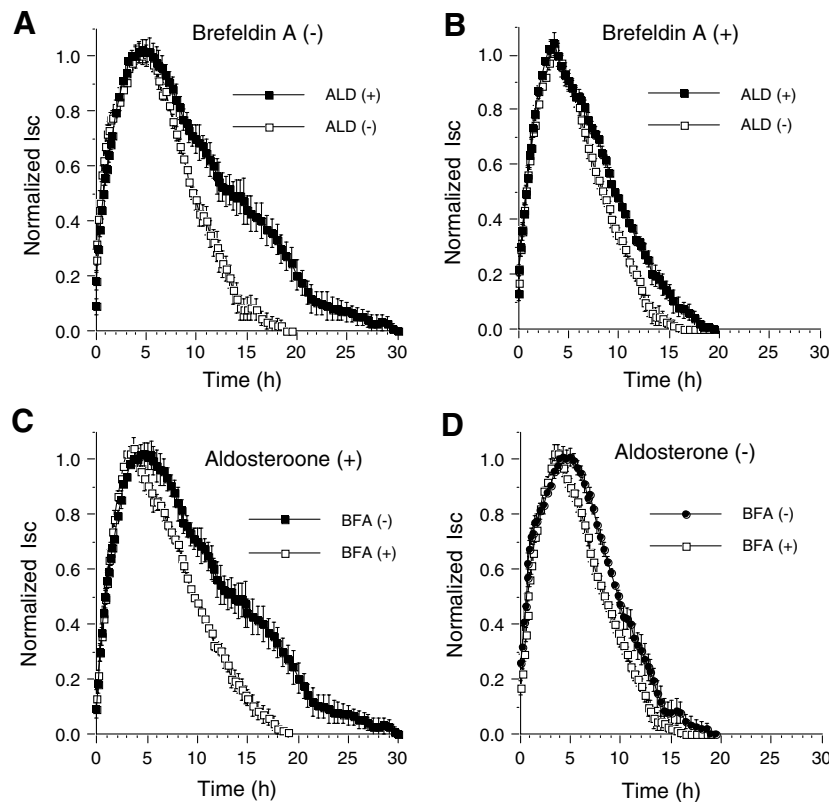 A
Brefeldin A (-)
Normalized Isc
1.0
0.8
0.6
0.4
0.2
0.0
ALD (+)
ALD (-)
0 5 10 15 20 25 30
Time (h)
B
Brefeldin A (+)
Normalized Isc
1.0
0.8
0.6
0.4
0.2
0.0
ALD (+)
ALD (-)
0 5 10 15 20 25 30
Time (h)
C
Aldosteroone (+)
Normalized Isc
1.0
0.8
0.6
0.4
0.2
0.0
BFA (-)
BFA (+)
0 5 10 15 20 25 30
Time (h)
D
Aldosterone (-)
Normalized Isc
1.0
0.8
0.6
0.4
0.2
0.0
BFA (-)
BFA (+)
0 5 10 15 20 25 30
Time (h)